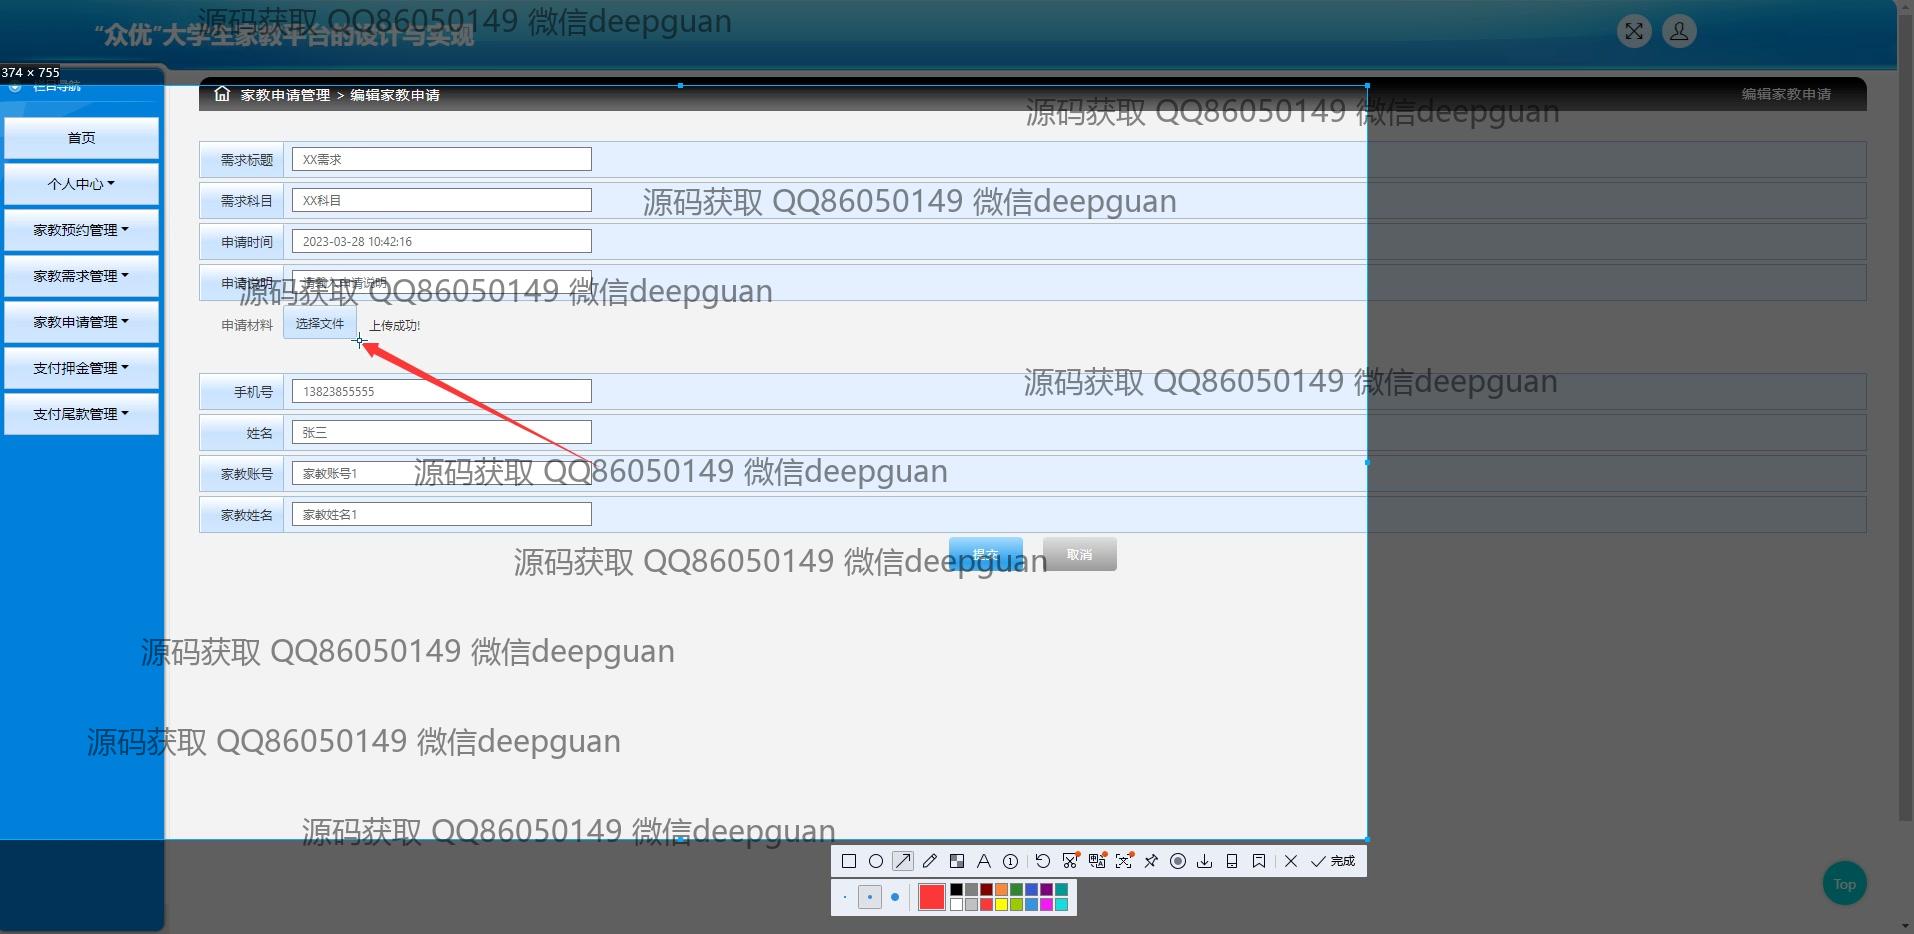 源码获取 QQ86050149 微信deepguan
“众优”大学生家教平台的设计与实现
374 × 755
栏目导航
家教申请管理 > 编辑家教申请
编辑家教申请
源码获取 QQ86050149 微信deepguan
首页
需求标题 XX需求
个人中心
需求科目 XX科目
源码获取 QQ86050149 微信deepguan
家教预约管理
申请时间 2023-03-28 10:42:16
家教需求管理
申请说明 请输入申请说明
源码获取 QQ86050149 微信deepguan
家教申请管理
申请材料 选择文件 上传成功!
支付押金管理
源码获取 QQ86050149 微信deepguan
手机号 13823855555
支付尾款管理
姓名 张三
家教账号 家教账号1
源码获取 QQ86050149 微信deepguan
家教姓名 家教姓名1
提交 取消
源码获取 QQ86050149 微信deepguan
源码获取 QQ86050149 微信deepguan
源码获取 QQ86050149 微信deepguan
源码获取 QQ86050149 微信deepguan
完成
Top